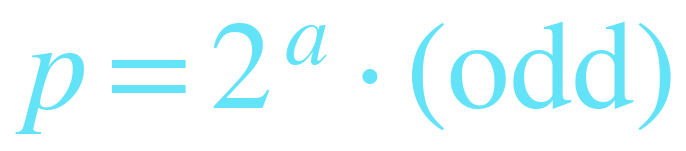 p = 2^a · (odd)